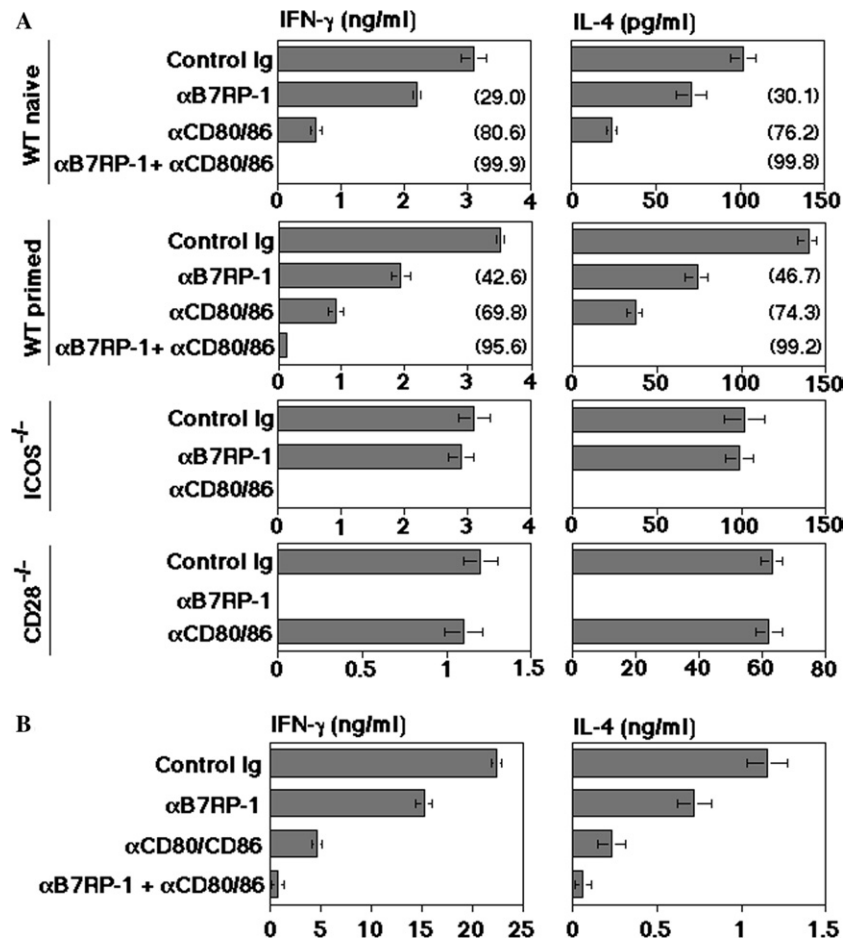 A
IFN-γ (ng/ml)
IL-4 (pg/ml)
WT naive
Control Ig
αB7RP-1
(29.0)
(30.1)
αCD80/86
(80.6)
(76.2)
αB7RP-1+ αCD80/86
(99.9)
(99.8)
0 1 2 3 4
0 50 100 150
WT primed
Control Ig
αB7RP-1
(42.6)
(46.7)
αCD80/86
(69.8)
(74.3)
αB7RP-1+ αCD80/86
(95.6)
(99.2)
0 1 2 3 4
0 50 100 150
ICOS-/-
Control Ig
αB7RP-1
αCD80/86
0 1 2 3 4
0 50 100 150
CD28-/-
Control Ig
αB7RP-1
αCD80/86
0 0.5 1 1.5
0 20 40 60 80
B
IFN-γ (ng/ml)
IL-4 (ng/ml)
Control Ig
αB7RP-1
αCD80/CD86
αB7RP-1 + αCD80/86
0 5 10 15 20 25
0 0.5 1 1.5